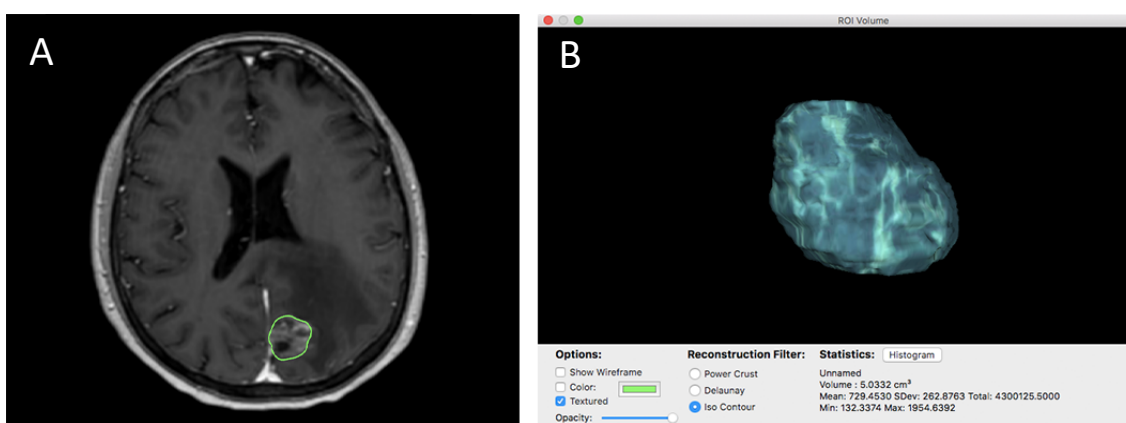 A
ROI Volume
B
Options:
Show Wireframe
Color:
Textured
Opacity:
Reconstruction Filter:
Power Crust
Delaunay
Iso Contour
Statistics: Histogram
Unnamed
Volume : 5.0332 cm³
Mean: 729.4530 SDev: 262.8763 Total: 4300125.5000
Min: 132.3374 Max: 1954.6392